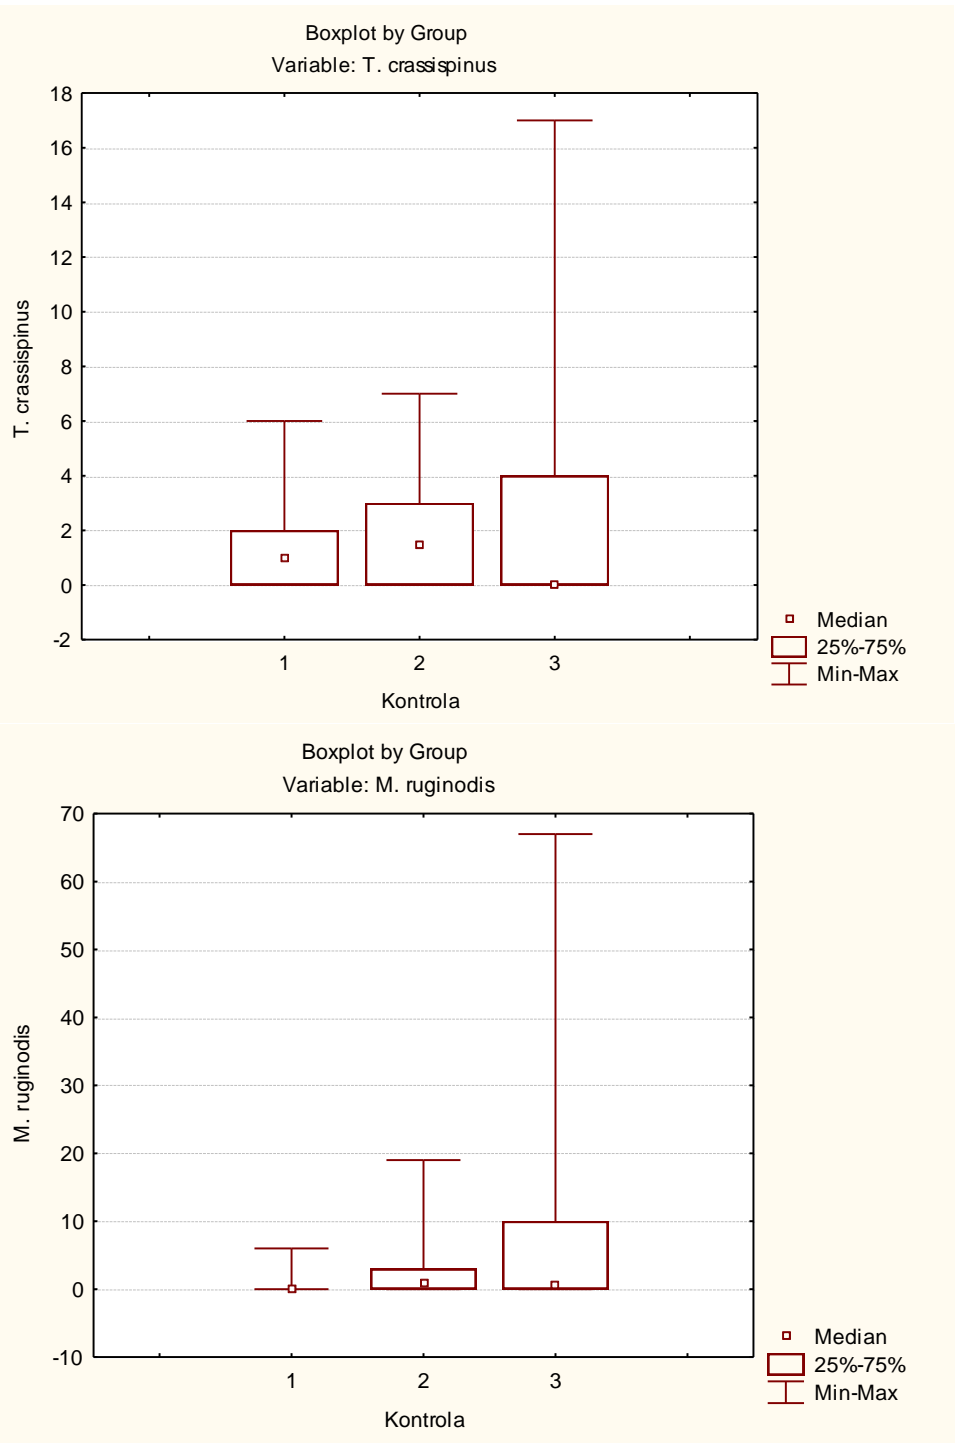 Boxplot by Group
Variable: T. crassispinus
18
16
14
12
10
8
6
4
2
0
-2
T. crassispinus
1 2 3
Kontrola
Median
25%-75%
Min-Max
Boxplot by Group
Variable: M. ruginodis
70
60
50
40
30
20
10
0
-10
M. ruginodis
1 2 3
Kontrola
Median
25%-75%
Min-Max